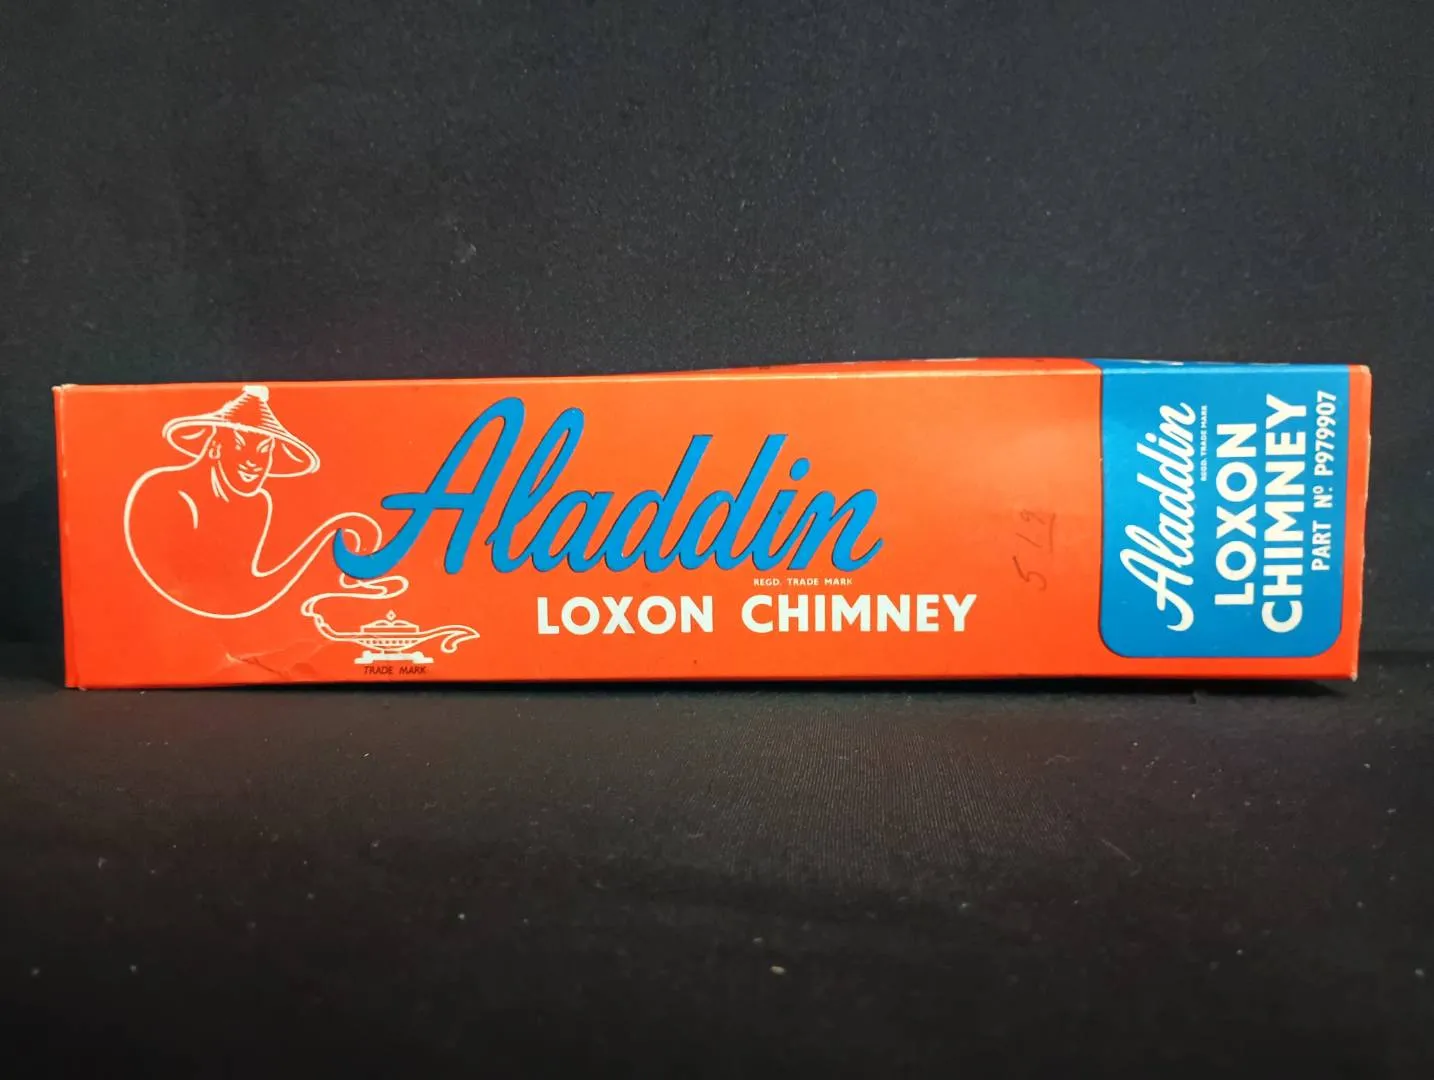 Aladdin
REGD. TRADE MARK
LOXON CHIMNEY
TRADE MARK
Aladdin
REGD. TRADE MARK
LOXON
CHIMNEY
PART Nº P979907